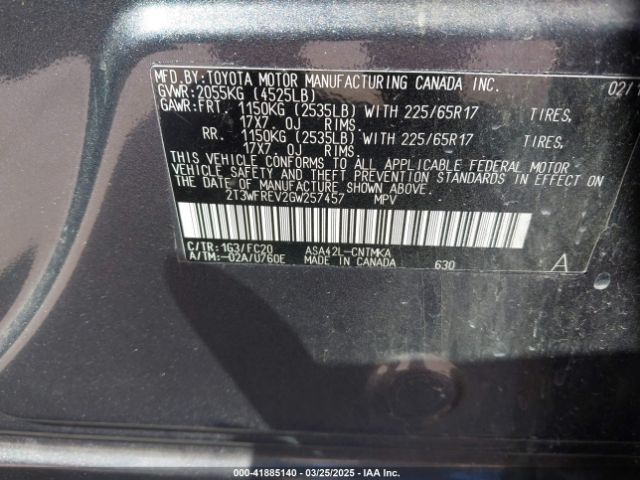 MFD.BY:TOYOTA MOTOR MANUFACTURING CANADA INC. 02/1
GVWR:2055KG (4525LB)
GAWR:FRT. 1150KG (2535LB) WITH 225/65R17 TIRES,
17X7 0J RIMS.
RR. 1150KG (2535LB) WITH 225/65R17 TIRES,
17X7 0J RIMS.
THIS VEHICLE CONFORMS TO ALL APPLICABLE FEDERAL MOTOR
VEHICLE SAFETY AND THEFT PREVENTION STANDARDS IN EFFECT ON
THE DATE OF MANUFACTURE SHOWN ABOVE.
2T3WFREV2GW257457 MPV
C/TR:1G3/FC20 ASA42L-CNTMKA
A/TM:-02A/U760E MADE IN CANADA 630 A
000-41885140 - 03/25/2025 - IAA Inc.